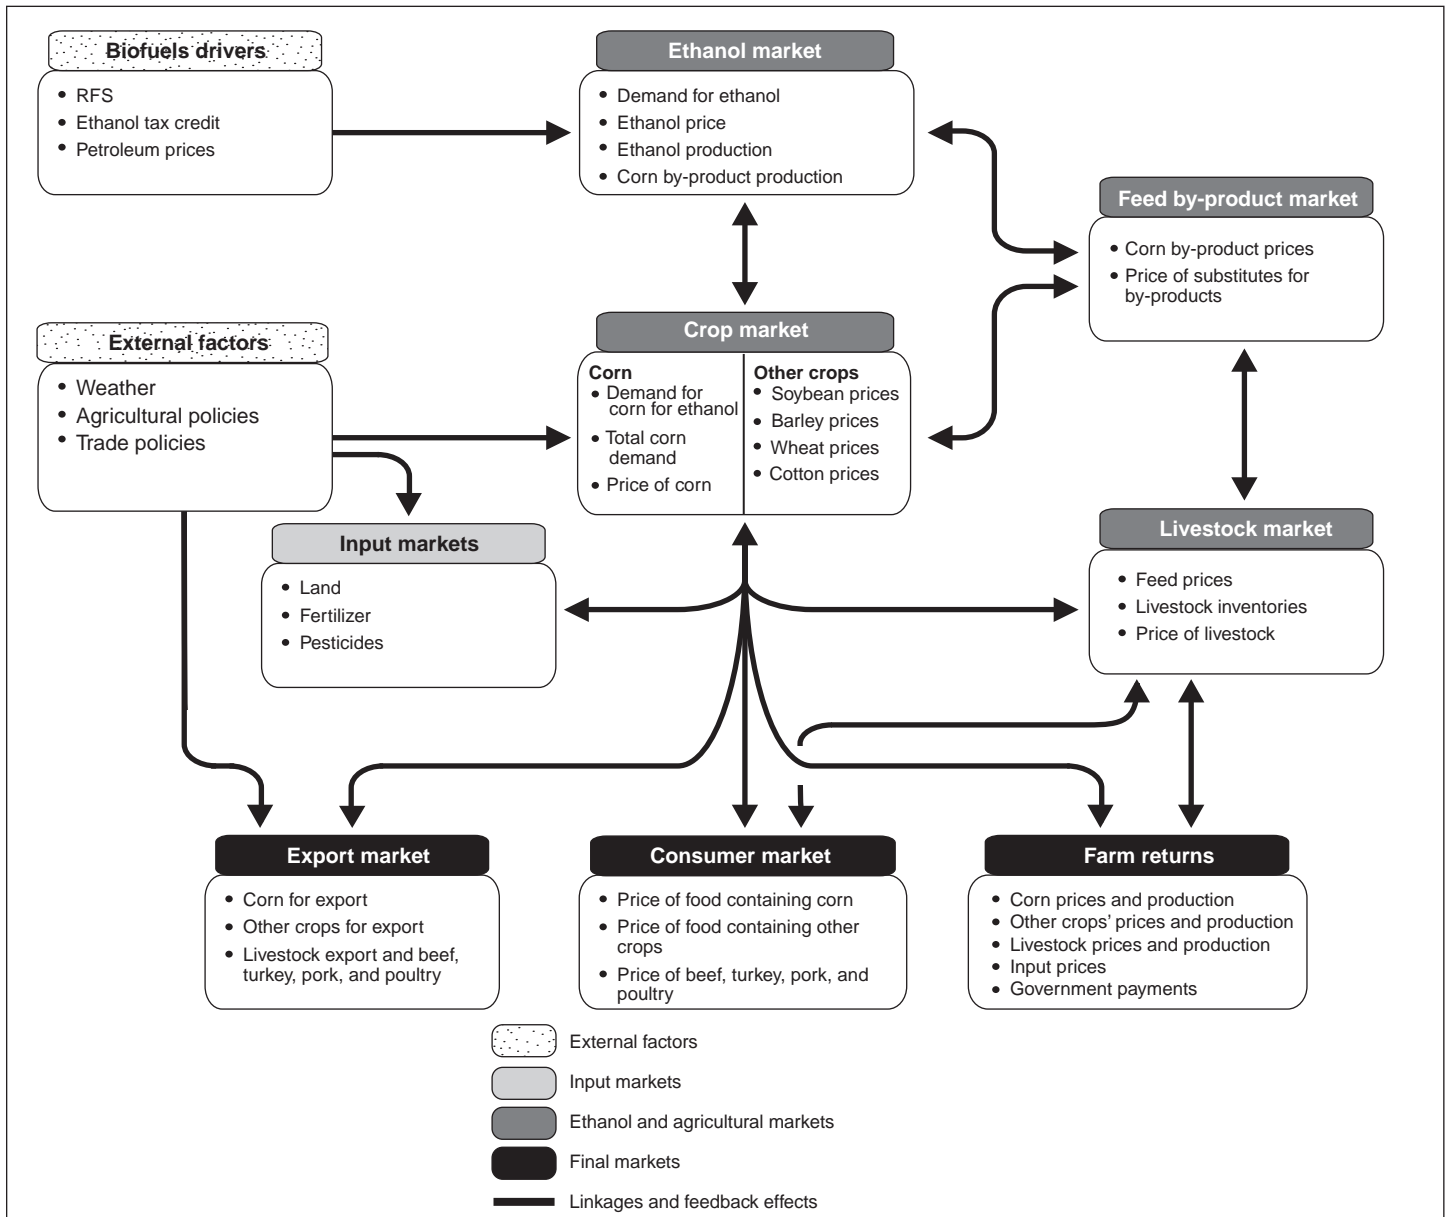 Biofuels drivers
• RFS
• Ethanol tax credit
• Petroleum prices
Ethanol market
• Demand for ethanol
• Ethanol price
• Ethanol production
• Corn by-product production
Feed by-product market
• Corn by-product prices
• Price of substitutes for
by-products
External factors
• Weather
• Agricultural policies
• Trade policies
Crop market
Corn
• Demand for
corn for ethanol
• Total corn
demand
• Price of corn
Other crops
• Soybean prices
• Barley prices
• Wheat prices
• Cotton prices
Input markets
• Land
• Fertilizer
• Pesticides
Livestock market
• Feed prices
• Livestock inventories
• Price of livestock
Export market
• Corn for export
• Other crops for export
• Livestock export and beef,
turkey, pork, and poultry
Consumer market
• Price of food containing corn
• Price of food containing other
crops
• Price of beef, turkey, pork, and
poultry
Farm returns
• Corn prices and production
• Other crops’ prices and production
• Livestock prices and production
• Input prices
• Government payments
External factors
Input markets
Ethanol and agricultural markets
Final markets
Linkages and feedback effects